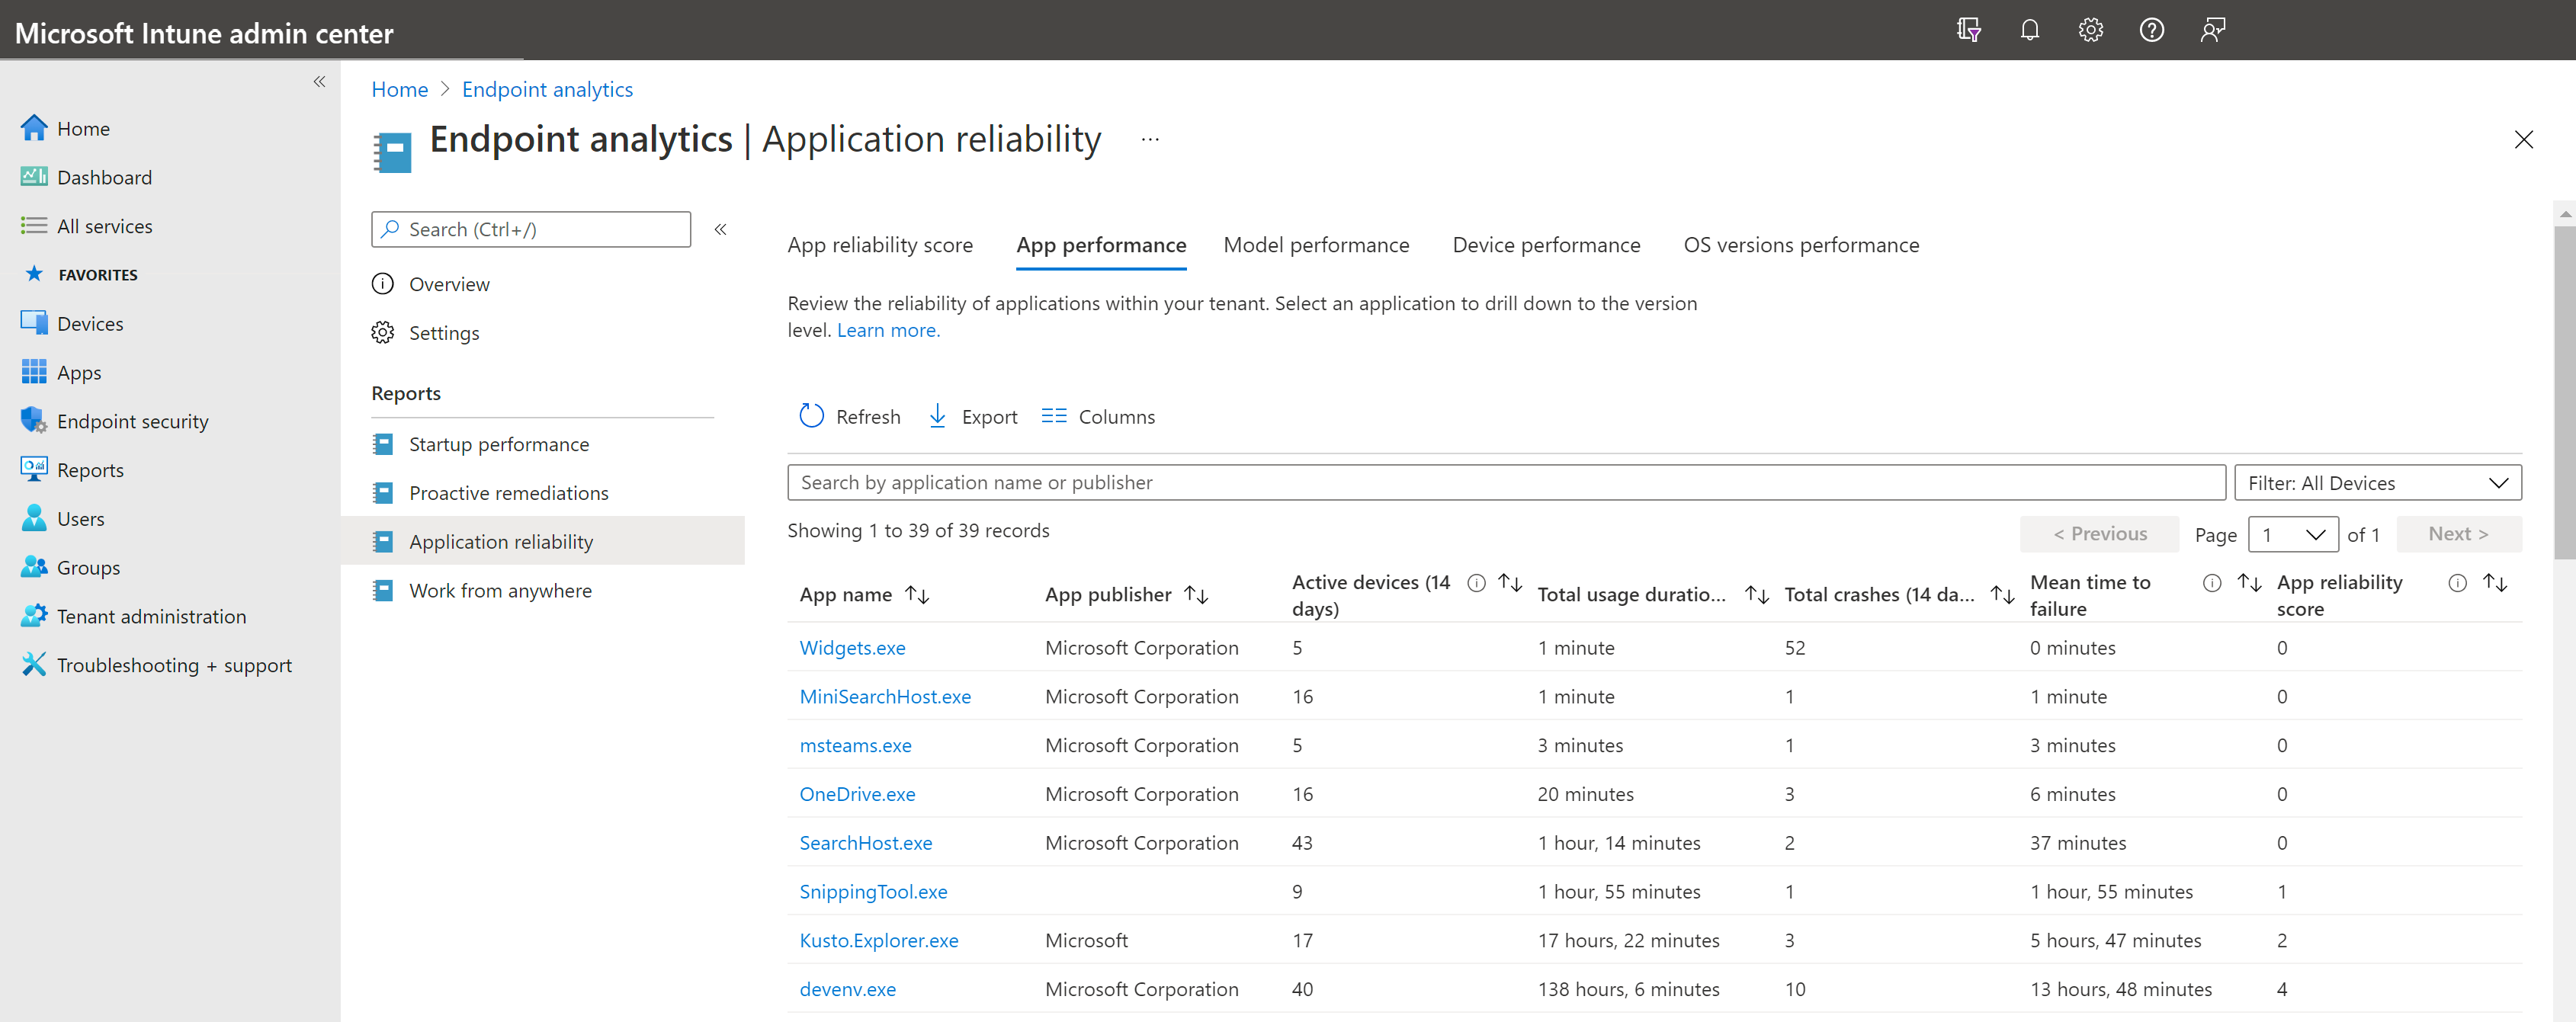 Microsoft Intune admin center
Home
Dashboard
All services
FAVORITES
Devices
Apps
Endpoint security
Reports
Users
Groups
Tenant administration
Troubleshooting + support
Home > Endpoint analytics
Endpoint analytics | Application reliability ...
Search (Ctrl+/)
Overview
Settings
Reports
Startup performance
Proactive remediations
Application reliability
Work from anywhere
App reliability score App performance Model performance Device performance OS versions performance
Review the reliability of applications within your tenant. Select an application to drill down to the version
level. Learn more.
Refresh Export Columns
Search by application name or publisher Filter: All Devices
Showing 1 to 39 of 39 records < Previous Page 1 of 1 Next >
App name App publisher Active devices (14 days) Total usage duratio... Total crashes (14 da... Mean time to failure App reliability score
Widgets.exe Microsoft Corporation 5 1 minute 52 0 minutes 0
MiniSearchHost.exe Microsoft Corporation 16 1 minute 1 1 minute 0
msteams.exe Microsoft Corporation 5 3 minutes 1 3 minutes 0
OneDrive.exe Microsoft Corporation 16 20 minutes 3 6 minutes 0
SearchHost.exe Microsoft Corporation 43 1 hour, 14 minutes 2 37 minutes 0
SnippingTool.exe 9 1 hour, 55 minutes 1 1 hour, 55 minutes 1
Kusto.Explorer.exe Microsoft 17 17 hours, 22 minutes 3 5 hours, 47 minutes 2
devenv.exe Microsoft Corporation 40 138 hours, 6 minutes 10 13 hours, 48 minutes 4